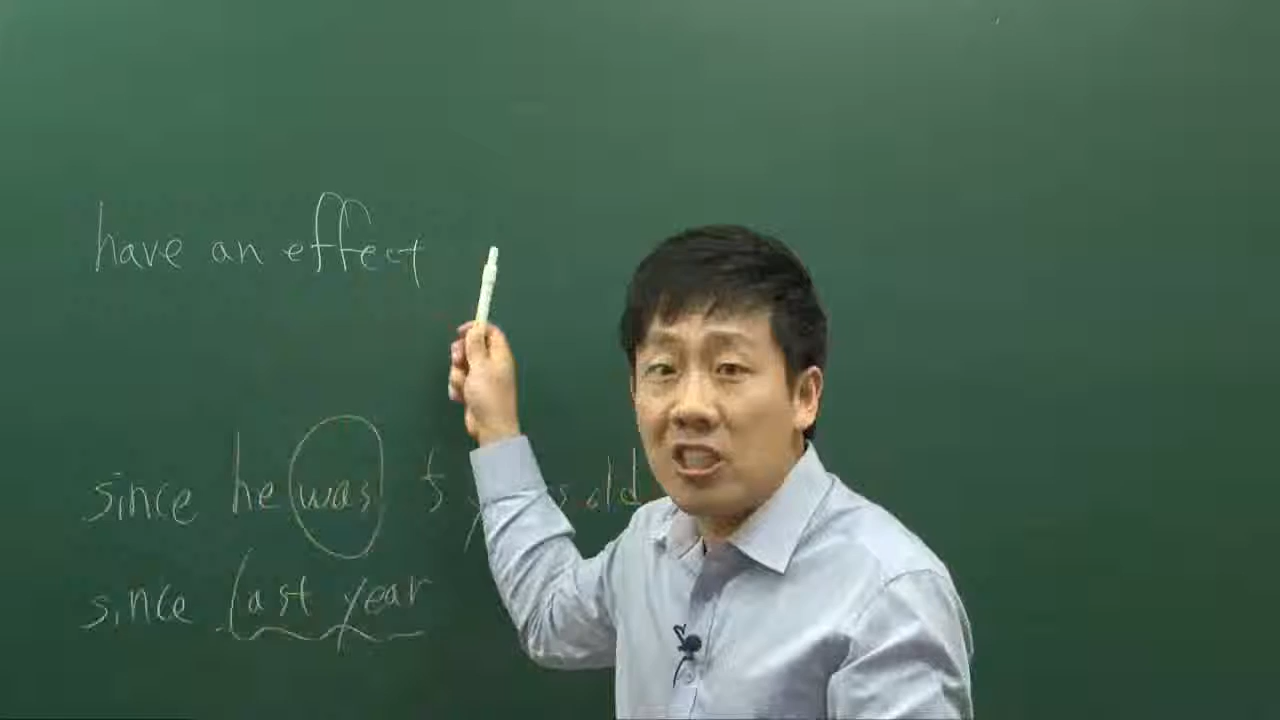 have an effect
since he was 5 old
since last year